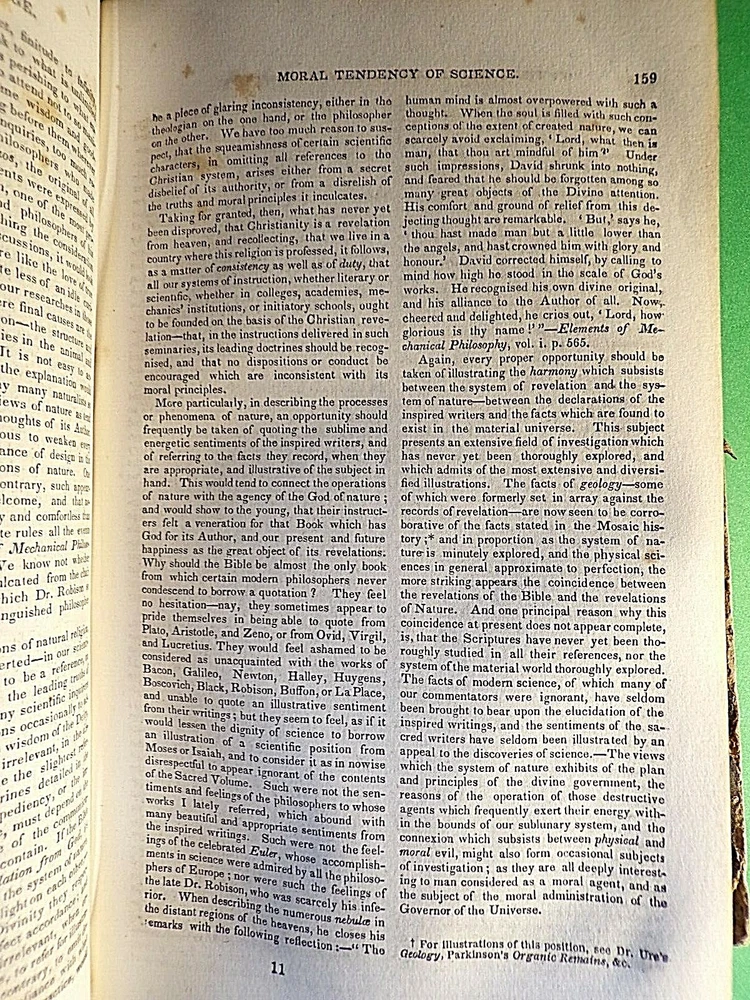 MORAL TENDENCY OF SCIENCE.
159
be a piece of glaring inconsistency, either in the
theologian on the one hand, or the philosopher
on the other. We have too much reason to sus-
pect, that the squeamishness of certain scientific
characters, in omitting all references to the
Christian system, arises either from a secret
disbelief of its authority, or from a disrelish of
the truths and moral principles it inculcates.
Taking for granted, then, what has never yet
been disproved, that Christianity is a revelation
from heaven, and recollecting, that we live in a
country where this religion is professed, it follows,
as a matter of consistency as well as of duty, that
all our systems of instruction, whether literary or
scientific, whether in colleges, academies, me-
chanics' institutions, or initiatory schools, ought
to be founded on the basis of the Christian reve-
lation—that, in the instructions delivered in such
seminaries, its leading doctrines should be recog-
nised, and that no dispositions or conduct be
encouraged which are inconsistent with its
moral principles.
More particularly, in describing the processes
or phenomena of nature, an opportunity should
frequently be taken of quoting the sublime and
energetic sentiments of the inspired writers, and
of referring to the facts they record, when they
are appropriate, and illustrative of the subject in
hand. This would tend to connect the operations
of nature with the agency of the God of nature;
and would show to the young, that their instruct-
ers felt a veneration for that Book which has
God for its Author, and our present and future
happiness as the great object of its revelations.
Why should the Bible be almost the only book
from which certain modern philosophers never
condescend to borrow a quotation? They feel
no hesitation—nay, they sometimes appear to
pride themselves in being able to quote from
Plato, Aristotle, and Zeno, or from Ovid, Virgil,
and Lucretius. They would feel ashamed to be
considered as unacquainted with the works of
Bacon, Galileo, Newton, Halley, Huygens,
Boscovich, Black, Robison, Buffon, or La Place,
and unable to quote an illustrative sentiment
from their writings; but they seem to feel, as if it
would lessen the dignity of science to borrow
an illustration of a scientific position from
Moses or Isaiah, and to consider it as in nowise
disrespectful to appear ignorant of the contents
of the Sacred Volume. Such were not the sen-
timents and feelings of the philosophers to whose
works I lately referred, which abound with
many beautiful and appropriate sentiments from
the inspired writings. Such were not the feel-
ings of the celebrated Euler, whose accomplish-
ments in science were admired by all the philoso-
phers of Europe; nor were such the feelings of
the late Dr. Robison, who was scarcely his infe-
rior. When describing the numerous nebulæ in
the distant regions of the heavens, he closes his
remarks with the following reflection:—"The
11
human mind is almost overpowered with such a
thought. When the soul is filled with such con-
ceptions of the extent of created nature, we can
scarcely avoid exclaiming, 'Lord, what then is
man, that thou art mindful of him?' Under
such impressions, David shrunk into nothing,
and feared that he should be forgotten among so
many great objects of the Divine attention.
His comfort and ground of relief from this de-
jecting thought are remarkable. 'But,' says he,
'thou hast made man but a little lower than
the angels, and hast crowned him with glory and
honour.' David corrected himself, by calling to
mind how high he stood in the scale of God's
works. He recognised his own divine original,
and his alliance to the Author of all. Now,
cheered and delighted, he cries out, 'Lord, how
glorious is thy name!'"—Elements of Me-
chanical Philosophy, vol. i. p. 565.
Again, every proper opportunity should be
taken of illustrating the harmony which subsists
between the system of revelation and the sys-
tem of nature—between the declarations of the
inspired writers and the facts which are found to
exist in the material universe. This subject
presents an extensive field of investigation which
has never yet been thoroughly explored, and
which admits of the most extensive and diversi-
fied illustrations. The facts of geology—some
of which were formerly set in array against the
records of revelation—are now seen to be corro-
borative of the facts stated in the Mosaic his-
tory;* and in proportion as the system of na-
ture is minutely explored, and the physical sci-
ences in general approximate to perfection, the
more striking appears the coincidence between
the revelations of the Bible and the revelations
of Nature. And one principal reason why this
coincidence at present does not appear complete,
is, that the Scriptures have never yet been tho-
roughly studied in all their references, nor the
system of the material world thoroughly explored.
The facts of modern science, of which many of
our commentators were ignorant, have seldom
been brought to bear upon the elucidation of the
inspired writings, and the sentiments of the sa-
cred writers have seldom been illustrated by an
appeal to the discoveries of science.—The views
which the system of nature exhibits of the plan
and principles of the divine government, the
reasons of the operation of those destructive
agents which frequently exert their energy with-
in the bounds of our sublunary system, and the
connexion which subsists between physical and
moral evil, might also form occasional subjects
of investigation; as they are all deeply interest-
ing to man considered as a moral agent, and as
the subject of the moral administration of the
Governor of the Universe.
† For illustrations of this position, see Dr. Ure's
Geology, Parkinson's Organic Remains, &c.